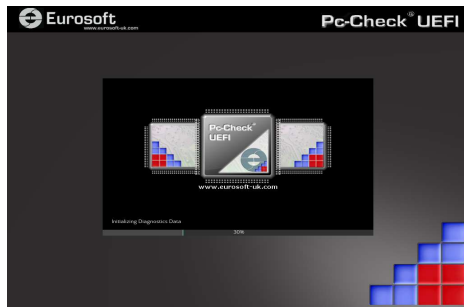 Eurosoft
www.eurosoft-uk.com
Pc-Check® UEFI
Pc-Check®
UEFI
www.eurosoft-uk.com
Initializing Diagnostics Data
30%